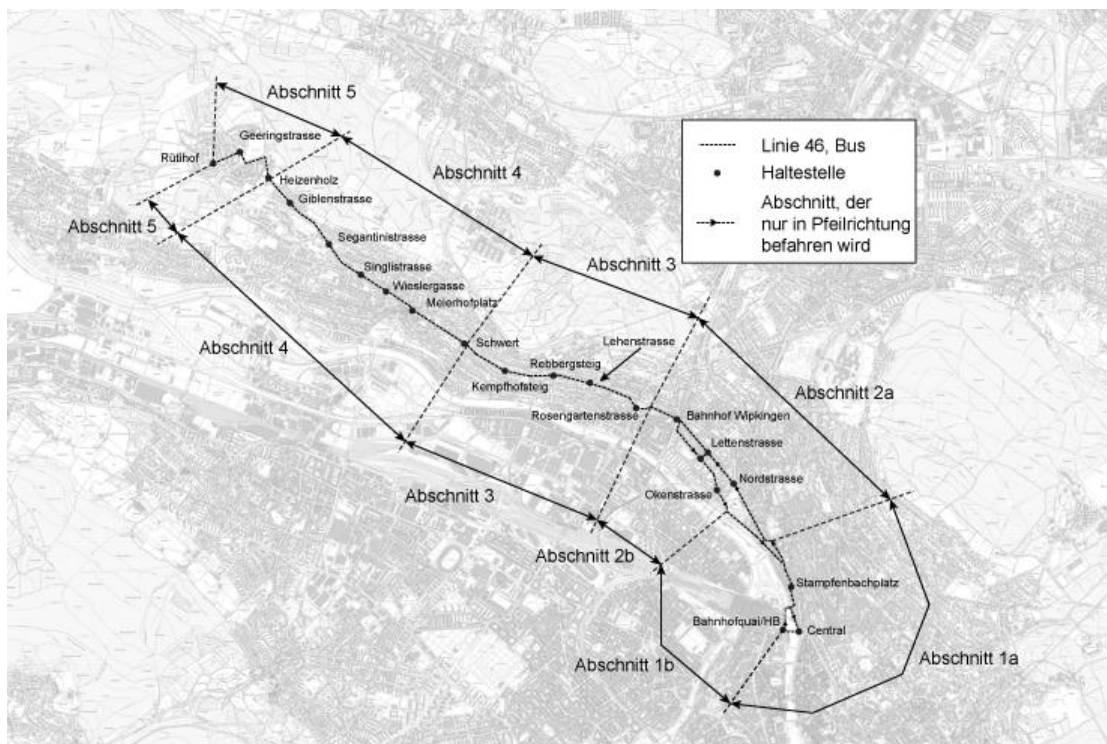 Abschnitt 5
Geeringstrasse
Rütihof
Heizenholz
Abschnitt 4
Giblenstrasse
Abschnitt 5
Segantinistrasse
Abschnitt 3
Singlistrasse
Wieslergasse
Meierhofplatz
Abschnitt 4
Schwert
Lehenstrasse
Rebbergsteig
Kempfhofsteig
Abschnitt 2a
Rosengartenstrasse
Bahnhof Wipkingen
Lettenstrasse
Nordstrasse
Abschnitt 3
Okenstrasse
Abschnitt 2b
Stampfenbachplatz
Bahnhofquai/HB
Central
Abschnitt 1b
Abschnitt 1a
Linie 46, Bus
Haltestelle
Abschnitt, der
nur in Pfeilrichtung
befahren wird